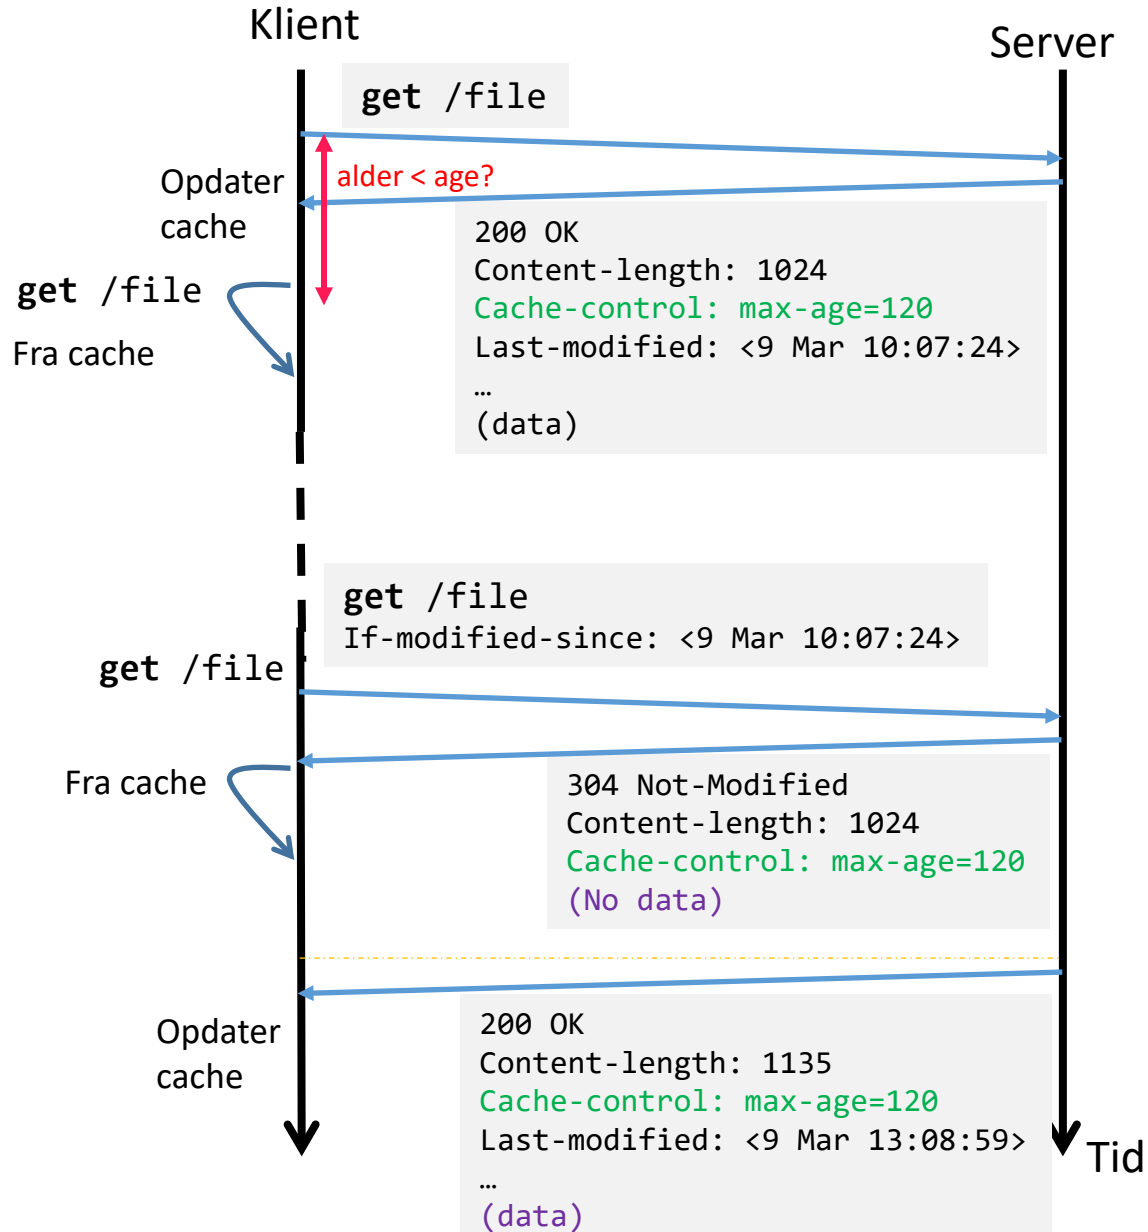 Klient
Server
get /file
alder < age?
Opdater
cache
200 OK
Content-length: 1024
Cache-control: max-age=120
Last-modified: <9 Mar 10:07:24>
…
(data)
get /file
Fra cache
get /file
If-modified-since: <9 Mar 10:07:24>
get /file
Fra cache
304 Not-Modified
Content-length: 1024
Cache-control: max-age=120
(No data)
Opdater
cache
200 OK
Content-length: 1135
Cache-control: max-age=120
Last-modified: <9 Mar 13:08:59>
…
(data)
Tid